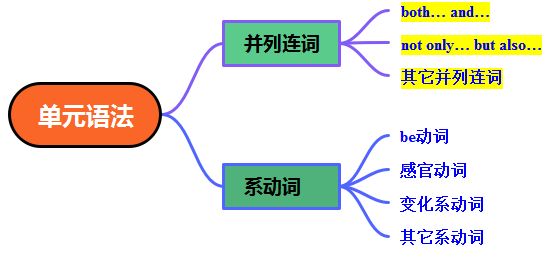 单元语法
并列连词
both… and…
not only… but also…
其它并列连词
系动词
be动词
感官动词
变化系动词
其它系动词